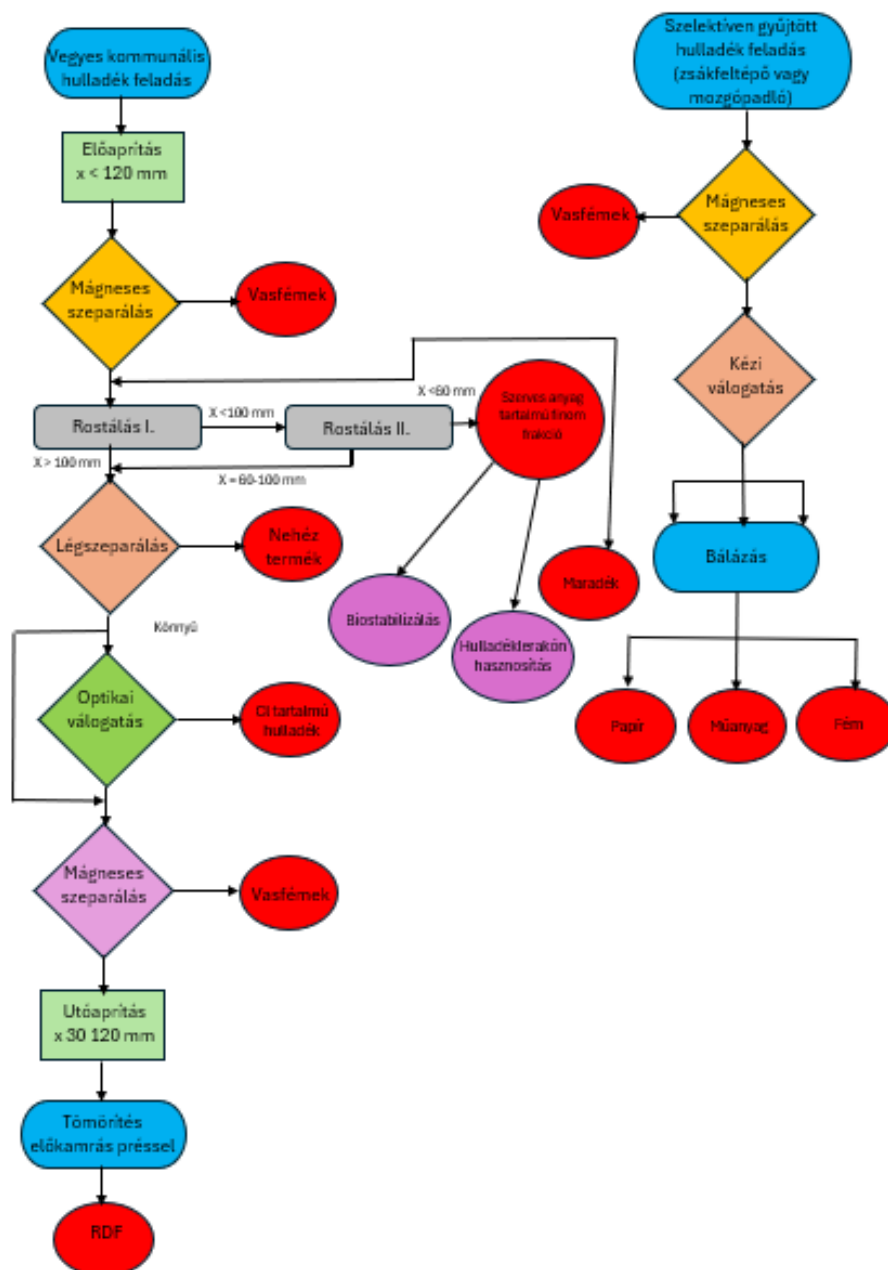 Vegyes kommunális
hulladék feladás
Előaprítás
x < 120 mm
Mágneses
szeparálás
Vasfémek
Rostálás I.
X <100 mm
Rostálás II.
X <60 mm
Szerves anyag
tartalmú finom
frakció
X > 100 mm
X = 60-100 mm
Légszeparálás
Nehéz
termék
Biostabilizálás
Hulladéklerakón
hasznosítás
Maradék
Könnyű
Optikai
válogatás
Cl tartalmú
hulladék
Mágneses
szeparálás
Vasfémek
Utóaprítás
x 30 120 mm
Tömörítés
előkamrás préssel
RDF
Szelektíven gyűjtött
hulladék feladás
(zsákfeltépő vagy
mozgópadló)
Mágneses
szeparálás
Vasfémek
Kézi
válogatás
Bálázás
Papír
Műanyag
Fém